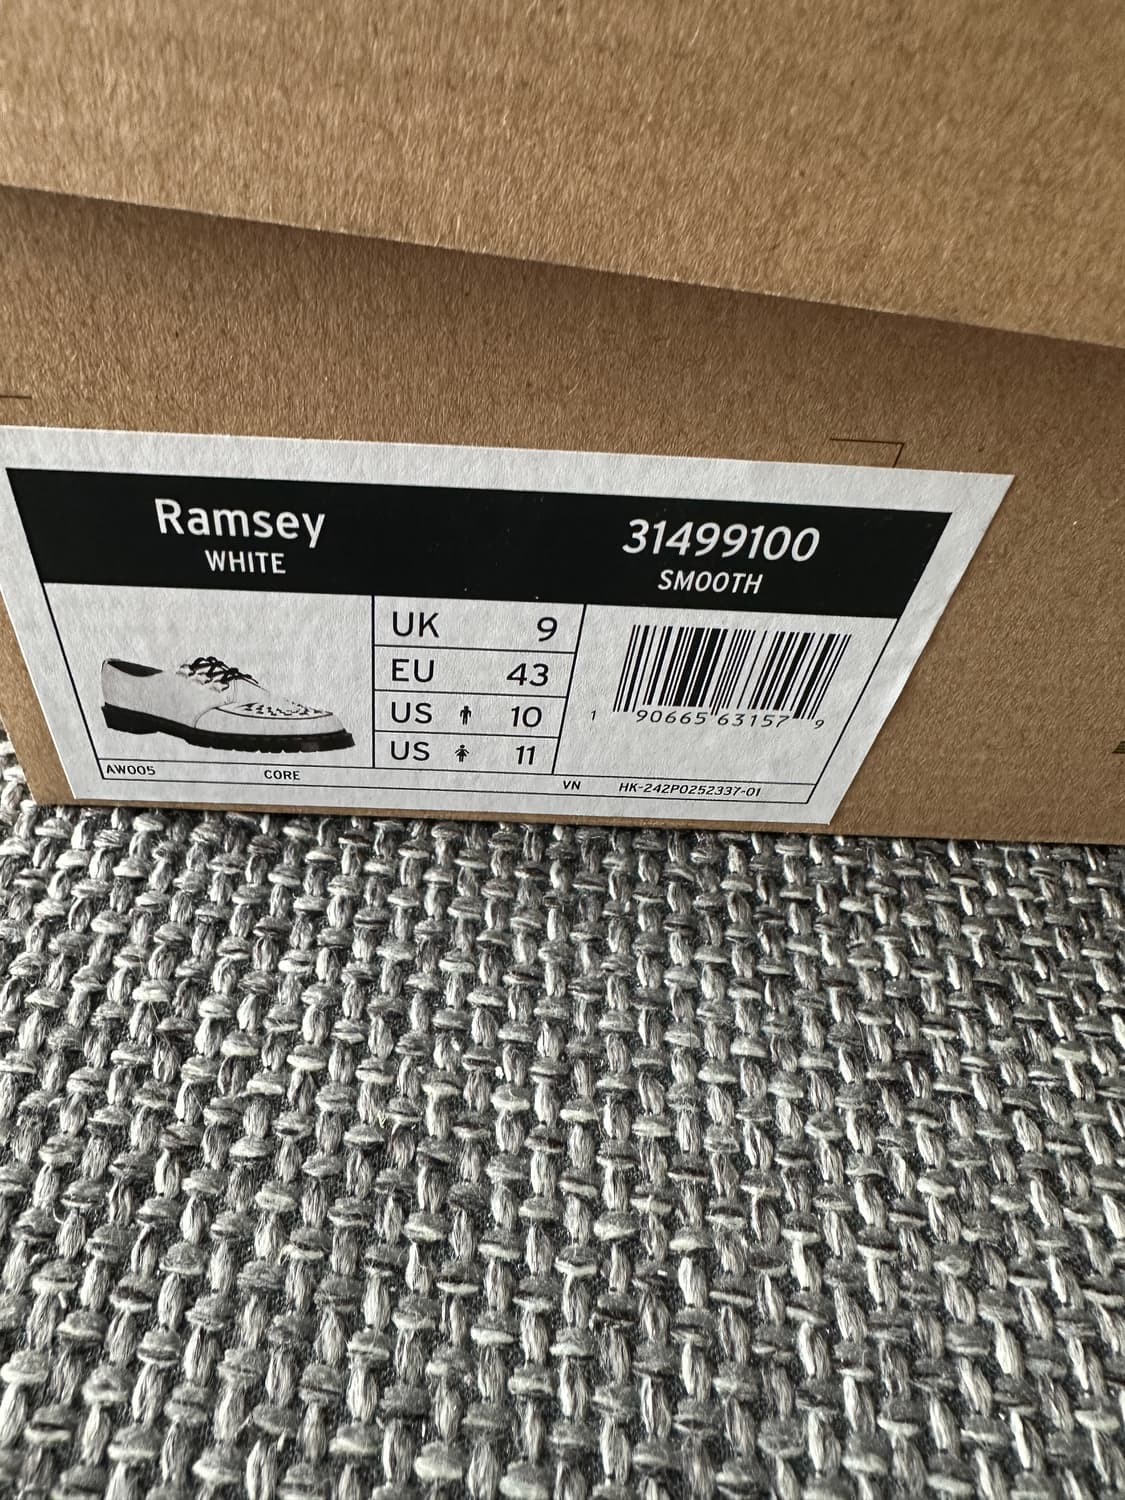 Ramsey
WHITE
31499100
SMOOTH
UK 9
EU 43
US 10
US 11
1 90665 63157 9
AW005 CORE
VN HK-242P0252337-01